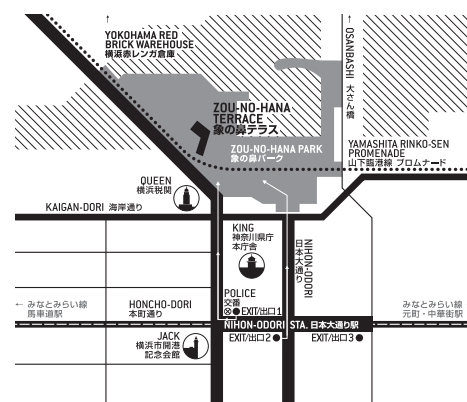 ↑
YOKOHAMA RED
BRICK WAREHOUSE
横浜赤レンガ倉庫
← OSANBASHI 大さん橋
ZOU-NO-HANA
TERRACE
象の鼻テラス
ZOU-NO-HANA PARK
象の鼻パーク
YAMASHITA RINKO-SEN
PROMENADE
山下臨港線 プロムナード
QUEEN
横浜税関
KAIGAN-DORI 海岸通り
KING
神奈川県庁
本庁舎
NIHON-ODORI
日本大通り
POLICE
交番
EXIT/出口1
← みなとみらい線
馬車道駅
HONCHO-DORI
本町通り
みなとみらい線 →
元町・中華街駅
NIHON-ODORI STA. 日本大通り駅
JACK
横浜市開港
記念会館
EXIT/出口2
EXIT/出口3